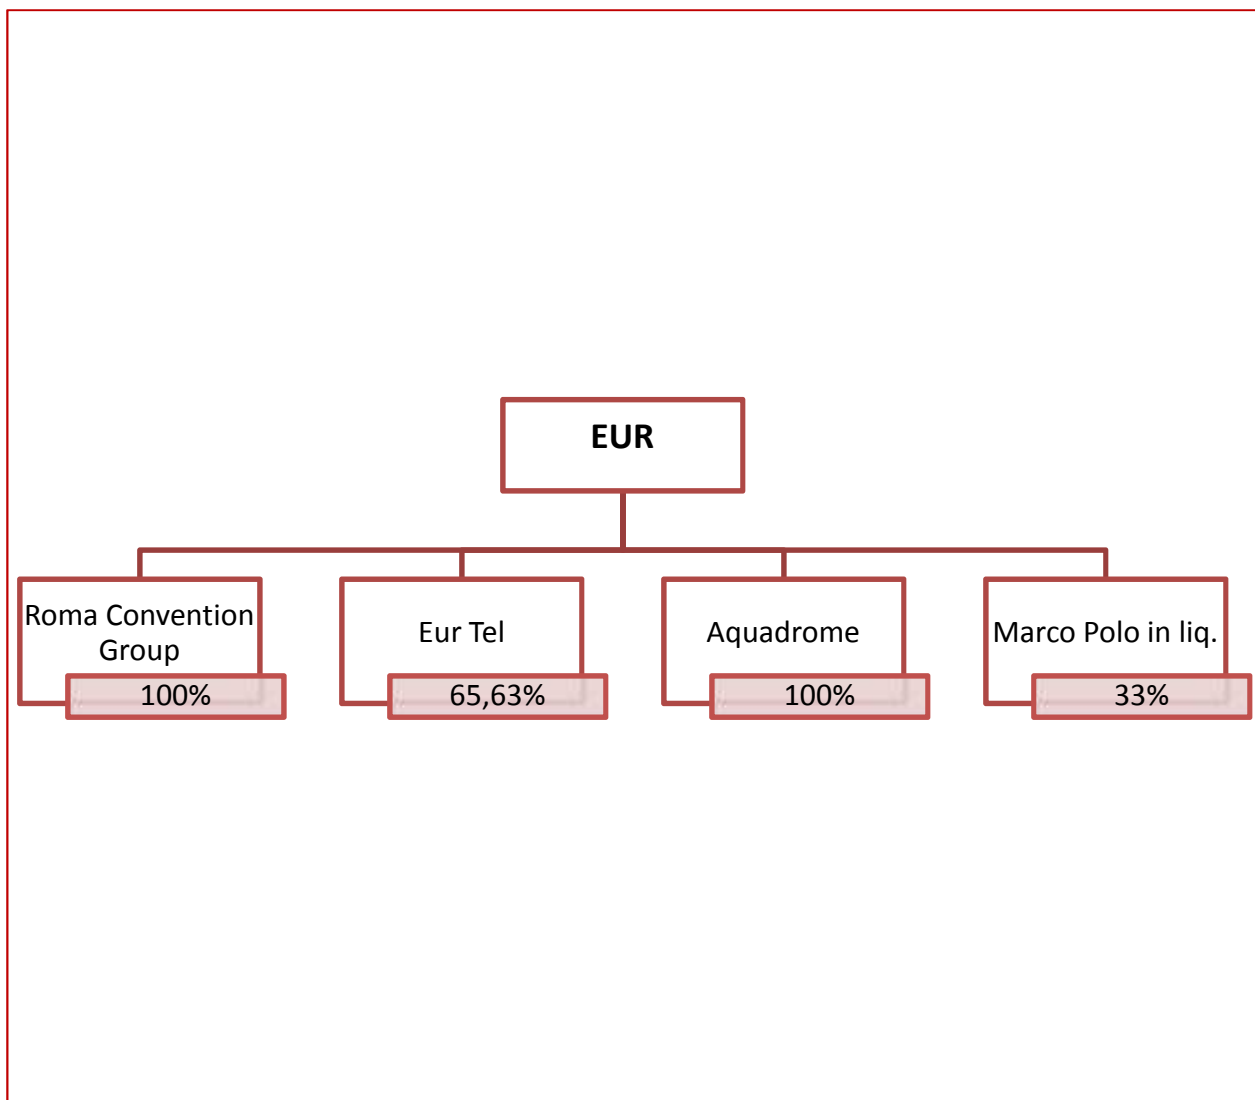 EUR
Roma Convention
Group
100%
Eur Tel
65,63%
Aquadrome
100%
Marco Polo in liq.
33%